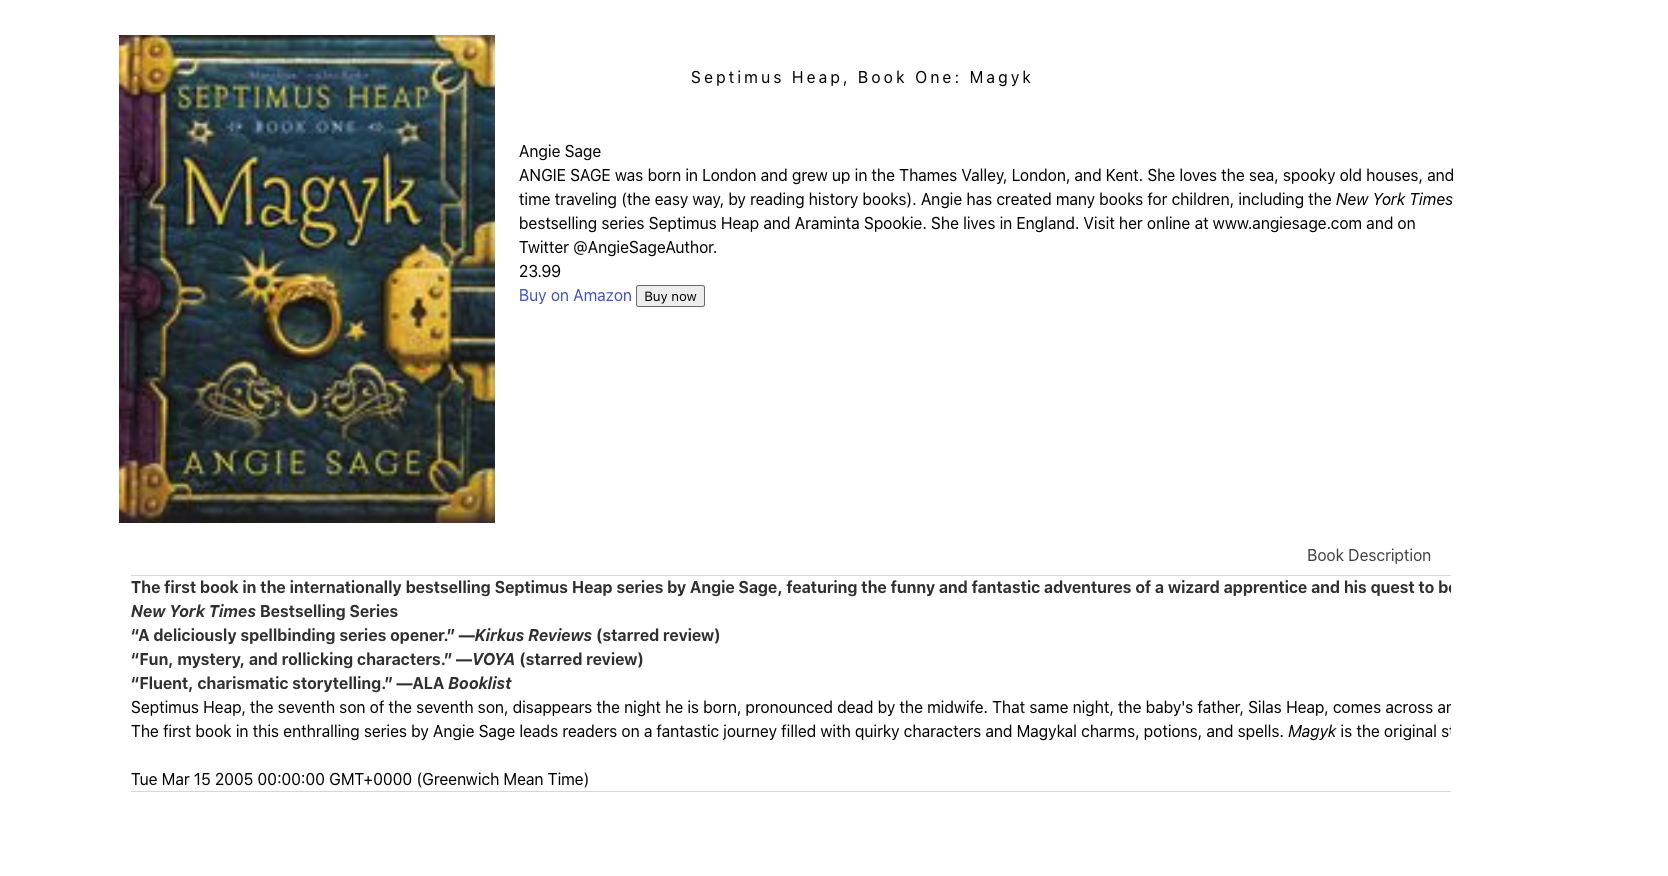 SEPTIMUS HEAP
BOOK ONE
Magyk
ANGIE SAGE
Septimus Heap, Book One: Magyk
Angie Sage
ANGIE SAGE was born in London and grew up in the Thames Valley, London, and Kent. She loves the sea, spooky old houses, and
time traveling (the easy way, by reading history books). Angie has created many books for children, including the New York Times
bestselling series Septimus Heap and Araminta Spookie. She lives in England. Visit her online at www.angiesage.com and on
Twitter @AngieSageAuthor.
23.99
Buy on Amazon Buy now
Book Description
The first book in the internationally bestselling Septimus Heap series by Angie Sage, featuring the funny and fantastic adventures of a wizard apprentice and his quest to
New York Times Bestselling Series
“A deliciously spellbinding series opener.” —Kirkus Reviews (starred review)
“Fun, mystery, and rollicking characters.” —VOYA (starred review)
“Fluent, charismatic storytelling.” —ALA Booklist
Septimus Heap, the seventh son of the seventh son, disappears the night he is born, pronounced dead by the midwife. That same night, the baby's father, Silas Heap, comes across
The first book in this enthralling series by Angie Sage leads readers on a fantastic journey filled with quirky characters and Magykal charms, potions, and spells. Magyk is the original
Tue Mar 15 2005 00:00:00 GMT+0000 (Greenwich Mean Time)